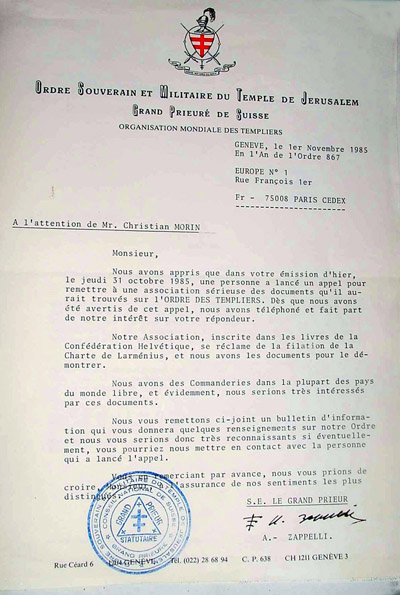 ORDRE SOUVERAIN ET MILITAIRE DU TEMPLE DE JERUSALEM
GRAND PRIEURÉ DE SUISSE
ORGANISATION MONDIALE DES TEMPLIERS
GENEVE, le 1er Novembre 1985
En l'An de l'Ordre 867
EUROPE N° 1
Rue François 1er
Fr - 75008 PARIS CEDEX
A l'attention de Mr. Christian MORIN
Monsieur,
Nous avons appris que dans votre émission d'hier,
le jeudi 31 octobre 1985, une personne a lancé un appel pour
remettre à une association sérieuse des documents qu'il au-
rait trouvés sur l'ORDRE DES TEMPLIERS. Dès que nous avons
été avertis de cet appel, nous avons téléphoné et fait part
de notre intérêt sur votre répondeur.
Notre Association, inscrite dans les livres de la
Confédération Helvétique, se réclame de la filation de la
Charte de Larménius, et nous avons les documents pour le dé-
montrer.
Nous avons des Commanderies dans la plupart des pays
du monde libre, et évidemment, nous serions très intéressés
par ces documents.
Nous vous remettons ci-joint un bulletin d'informa-
tion qui vous donnera quelques renseignements sur notre Ordre
et nous vous serions donc très reconnaissants si éventuelle-
ment, vous pourriez nous mettre en contact avec la personne
qui a lancé l'appel.
Vous remerciant par avance, nous vous prions de
croire, l'assurance de nos sentiments les plus
distingués.
S.E. LE GRAND PRIEUR
A.- ZAPPELLI.
GRAND
PRIEUR
STATOTAIRE
Rue Céard 6 1204 GENÈVE Tél. (022) 28 68 94 C. P. 638 CH 1211 GENÈVE 3